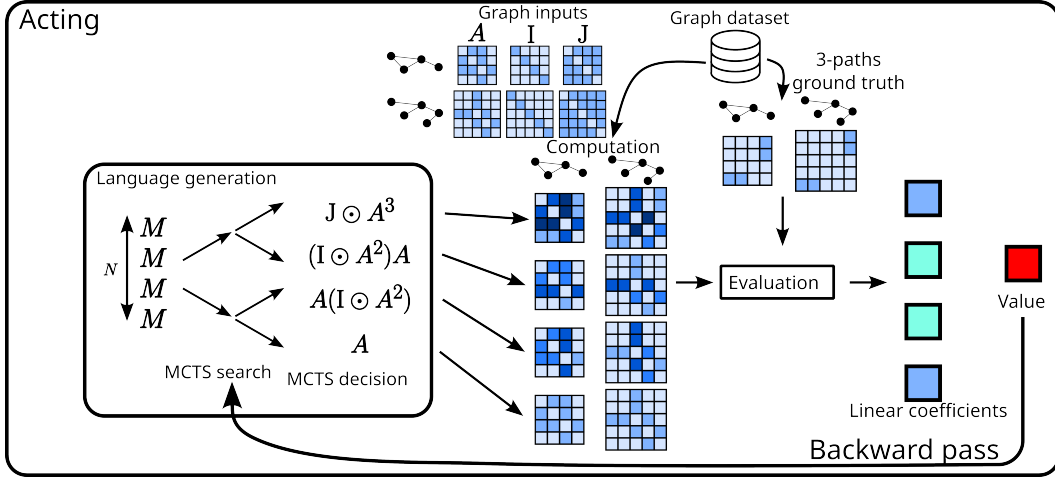 Acting
Graph inputs
A I J
Graph dataset
3-paths
ground truth
Computation
Language generation
N
M
M
M
M
J ⊙ A³
(I ⊙ A²)A
A(I ⊙ A²)
A
MCTS search
MCTS decision
Evaluation
Value
Linear coefficients
Backward pass